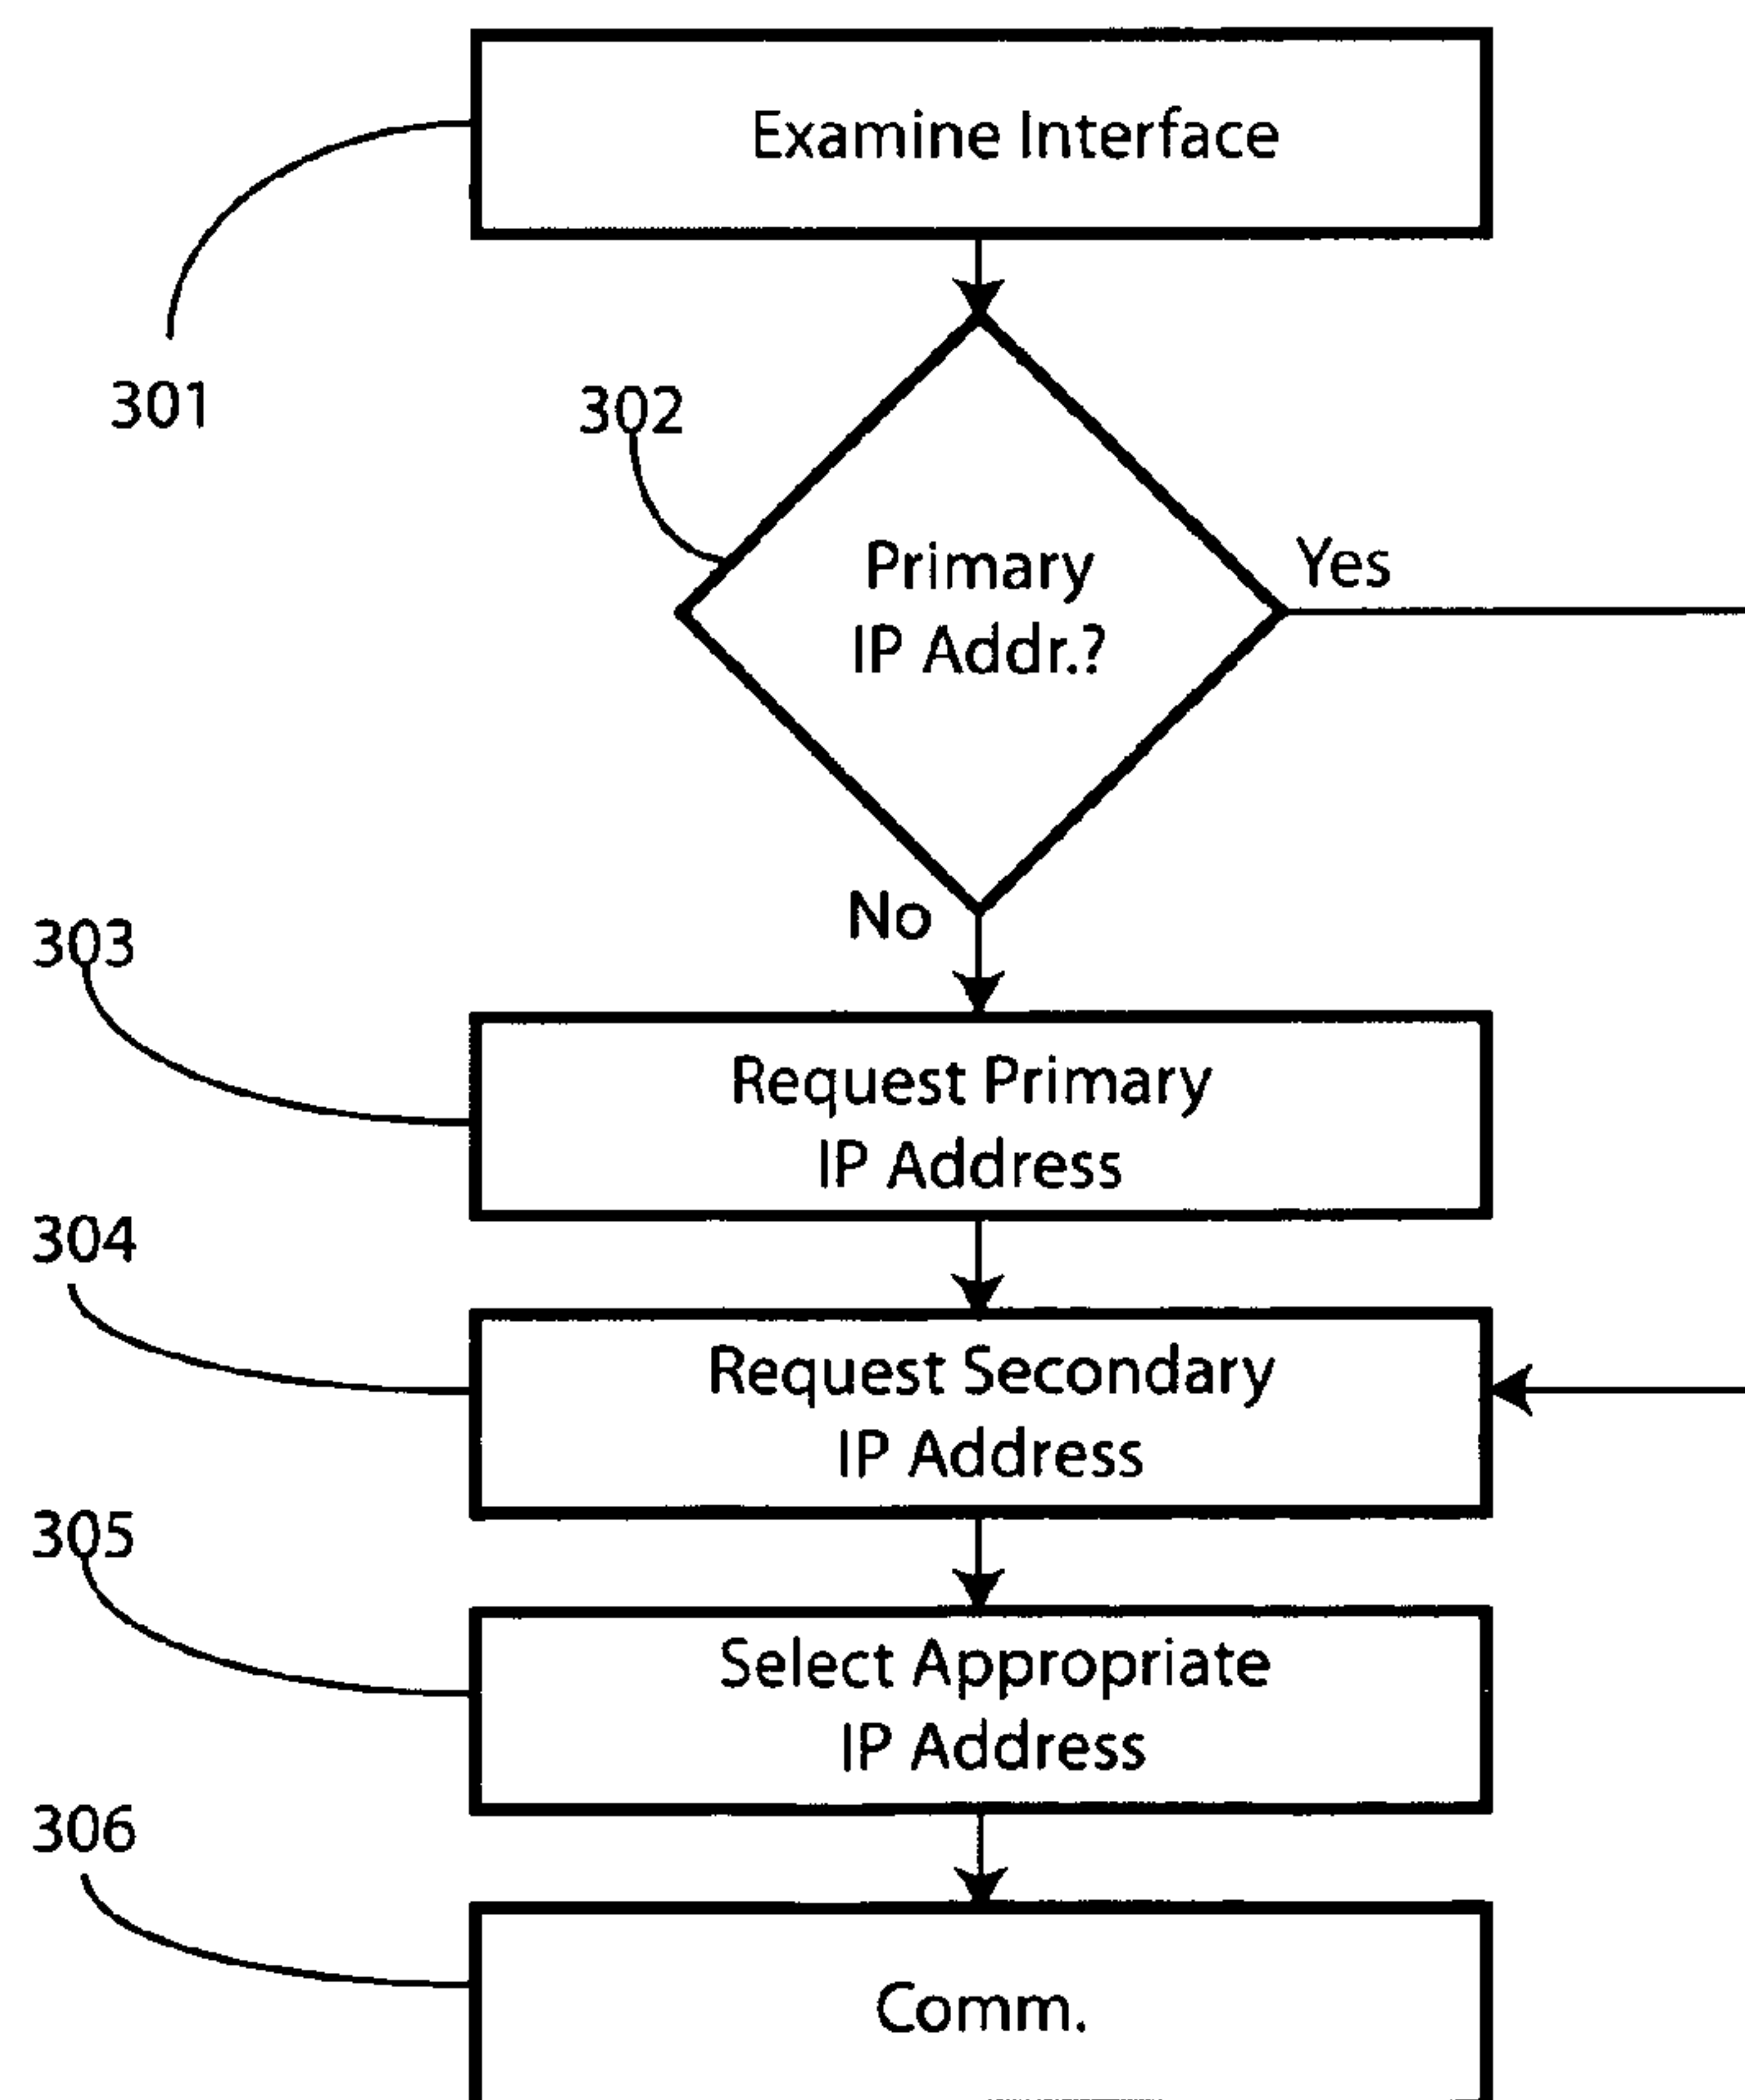 Examine Interface
301
302
Primary
IP Addr.?
Yes
No
303
Request Primary
IP Address
304
Request Secondary
IP Address
305
Select Appropriate
IP Address
306
Comm.